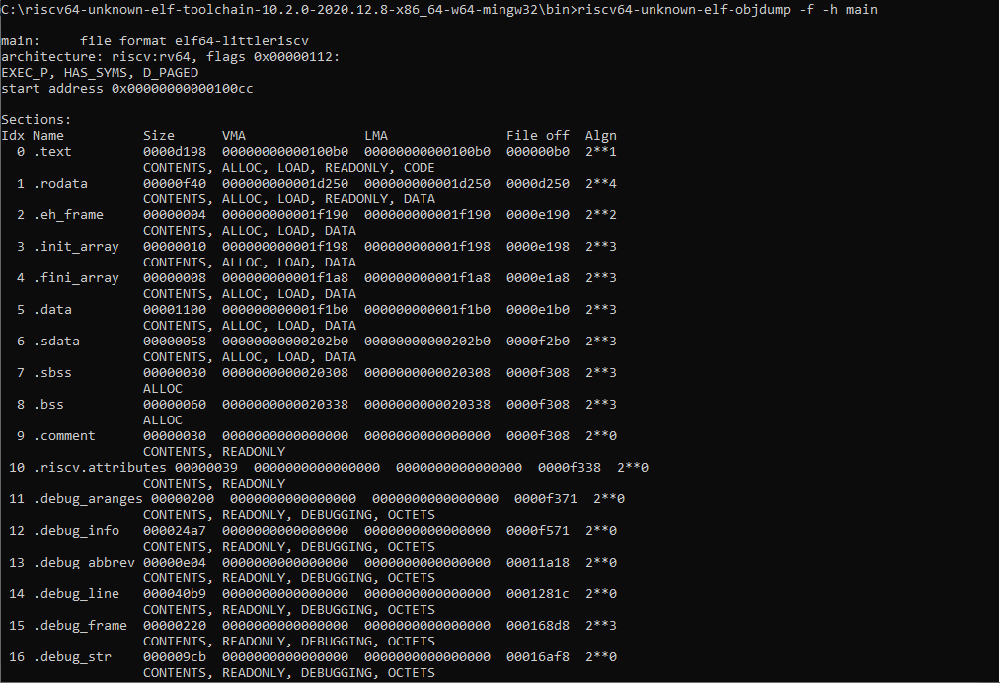 C:\riscv64-unknown-elf-toolchain-10.2.0-2020.12.8-x86_64-w64-mingw32\bin>riscv64-unknown-elf-objdump -f -h main
main:     file format elf64-littleriscv
architecture: riscv:rv64, flags 0x00000112:
EXEC_P, HAS_SYMS, D_PAGED
start address 0x00000000000100cc
Sections:
Idx Name          Size      VMA               LMA               File off  Algn
  0 .text         0000d198  00000000000100b0  00000000000100b0  000000b0  2**1
                  CONTENTS, ALLOC, LOAD, READONLY, CODE
  1 .rodata       00000f40  000000000001d250  000000000001d250  0000d250  2**4
                  CONTENTS, ALLOC, LOAD, READONLY, DATA
  2 .eh_frame     00000004  000000000001f190  000000000001f190  0000e190  2**2
                  CONTENTS, ALLOC, LOAD, DATA
  3 .init_array   00000010  000000000001f198  000000000001f198  0000e198  2**3
                  CONTENTS, ALLOC, LOAD, DATA
  4 .fini_array   00000008  000000000001f1a8  000000000001f1a8  0000e1a8  2**3
                  CONTENTS, ALLOC, LOAD, DATA
  5 .data         00001100  000000000001f1b0  000000000001f1b0  0000e1b0  2**3
                  CONTENTS, ALLOC, LOAD, DATA
  6 .sdata        00000058  00000000000202b0  00000000000202b0  0000f2b0  2**3
                  CONTENTS, ALLOC, LOAD, DATA
  7 .sbss         00000030  0000000000020308  0000000000020308  0000f308  2**3
                  ALLOC
  8 .bss          00000060  0000000000020338  0000000000020338  0000f308  2**3
                  ALLOC
  9 .comment      00000030  0000000000000000  0000000000000000  0000f308  2**0
                  CONTENTS, READONLY
 10 .riscv.attributes 00000039  0000000000000000  0000000000000000  0000f338  2**0
                  CONTENTS, READONLY
 11 .debug_aranges 00000200  0000000000000000  0000000000000000  0000f371  2**0
                  CONTENTS, READONLY, DEBUGGING, OCTETS
 12 .debug_info   000024a7  0000000000000000  0000000000000000  0000f571  2**0
                  CONTENTS, READONLY, DEBUGGING, OCTETS
 13 .debug_abbrev 00000e04  0000000000000000  0000000000000000  00011a18  2**0
                  CONTENTS, READONLY, DEBUGGING, OCTETS
 14 .debug_line   000040b9  0000000000000000  0000000000000000  0001281c  2**0
                  CONTENTS, READONLY, DEBUGGING, OCTETS
 15 .debug_frame  00000220  0000000000000000  0000000000000000  000168d8  2**3
                  CONTENTS, READONLY, DEBUGGING, OCTETS
 16 .debug_str    000009cb  0000000000000000  0000000000000000  00016af8  2**0
                  CONTENTS, READONLY, DEBUGGING, OCTETS